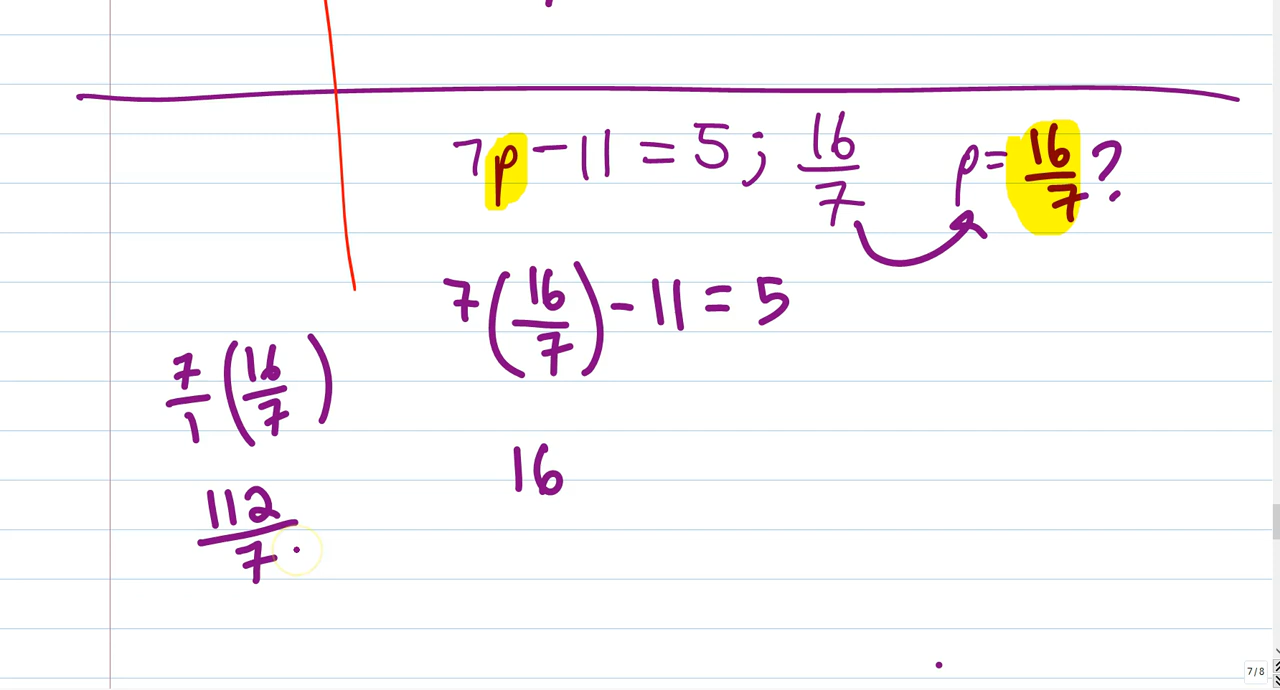 7p - 11 = 5 ; 16/7 p = 16/7 ?
7(16/7) - 11 = 5
7/1 (16/7)
16
112/7
7/8